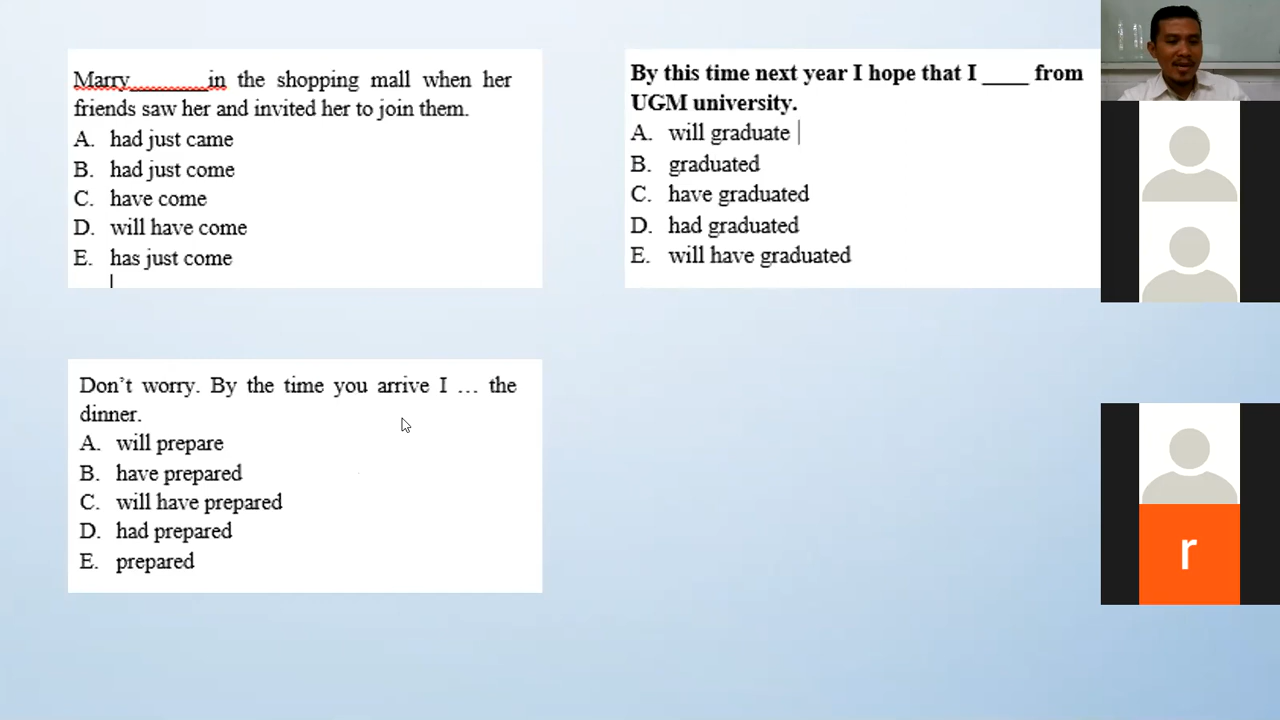 Marry________in the shopping mall when her
friends saw her and invited her to join them.
A. had just came
B. had just come
C. have come
D. will have come
E. has just come
By this time next year I hope that I ____ from
UGM university.
A. will graduate
B. graduated
C. have graduated
D. had graduated
E. will have graduated
Don't worry. By the time you arrive I … the
dinner.
A. will prepare
B. have prepared
C. will have prepared
D. had prepared
E. prepared
r